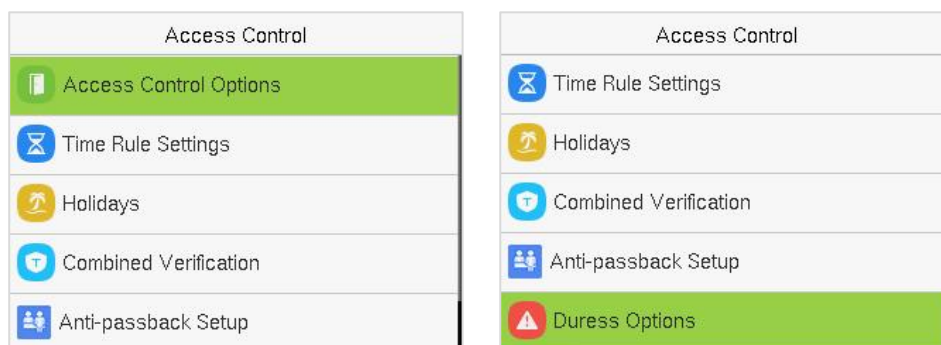 Access Control
Access Control Options
Time Rule Settings
Holidays
T
Combined Verification
Anti-passback Setup
Access Control
Time Rule Settings
Holidays
T
Combined Verification
Anti-passback Setup
Duress Options